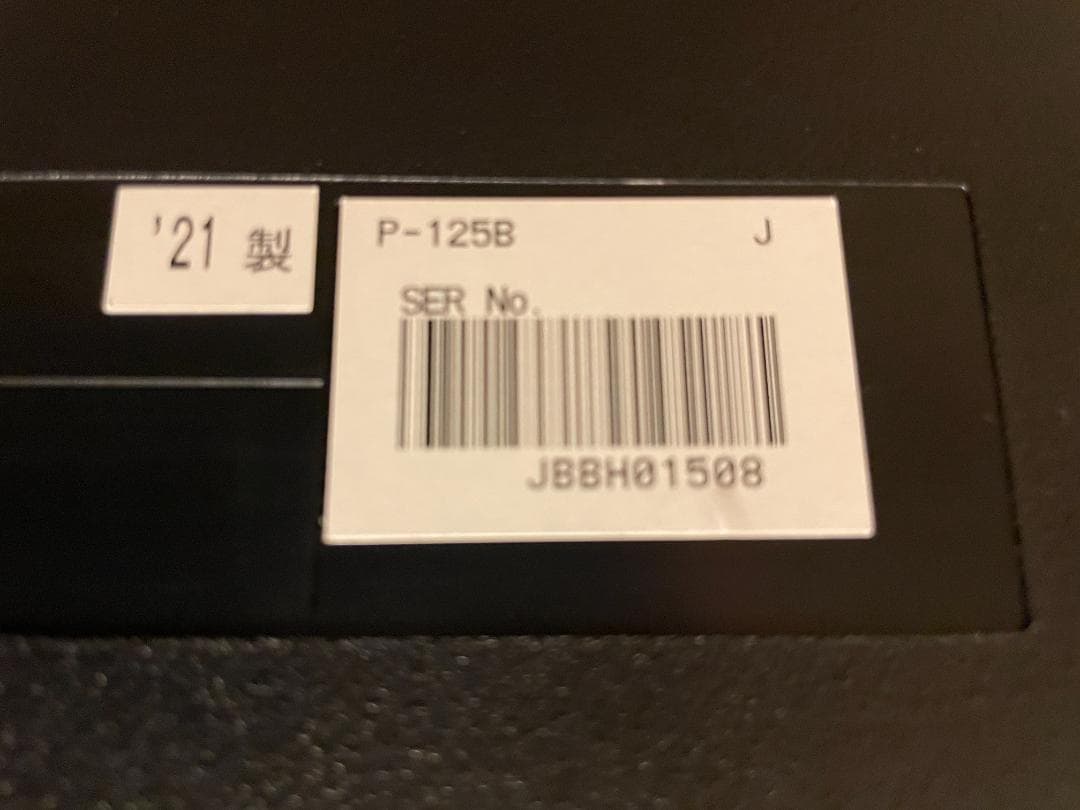 '21 製
P-125B J
SER No.
JBBH01508